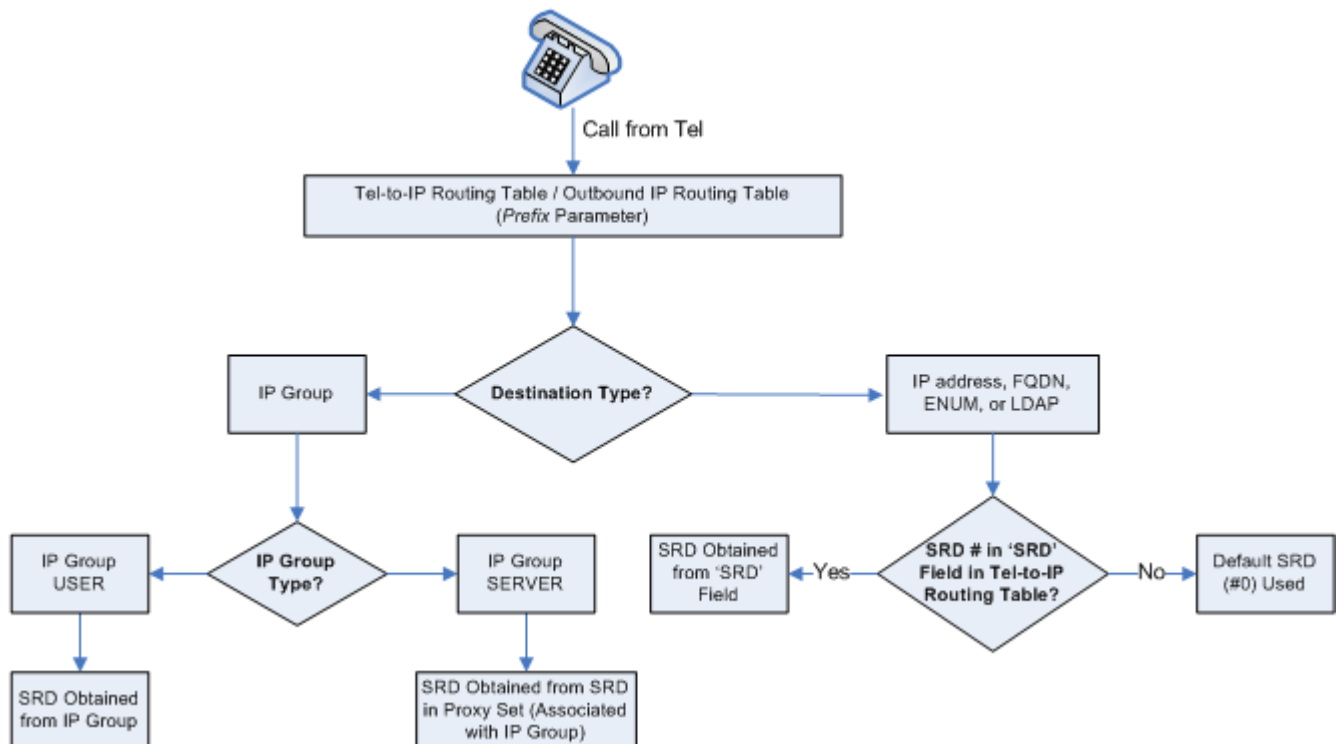 Call from Tel
Tel-to-IP Routing Table / Outbound IP Routing Table
(Prefix Parameter)
Destination Type?
IP Group
IP address, FQDN,
ENUM, or LDAP
IP Group
USER
IP Group
Type?
IP Group
SERVER
SRD Obtained
from ‘SRD’
Field
Yes
SRD # in ‘SRD’
Field in Tel-to-IP
Routing Table?
No
Default SRD
(#0) Used
SRD Obtained
from IP Group
SRD Obtained from SRD
in Proxy Set (Associated
with IP Group)